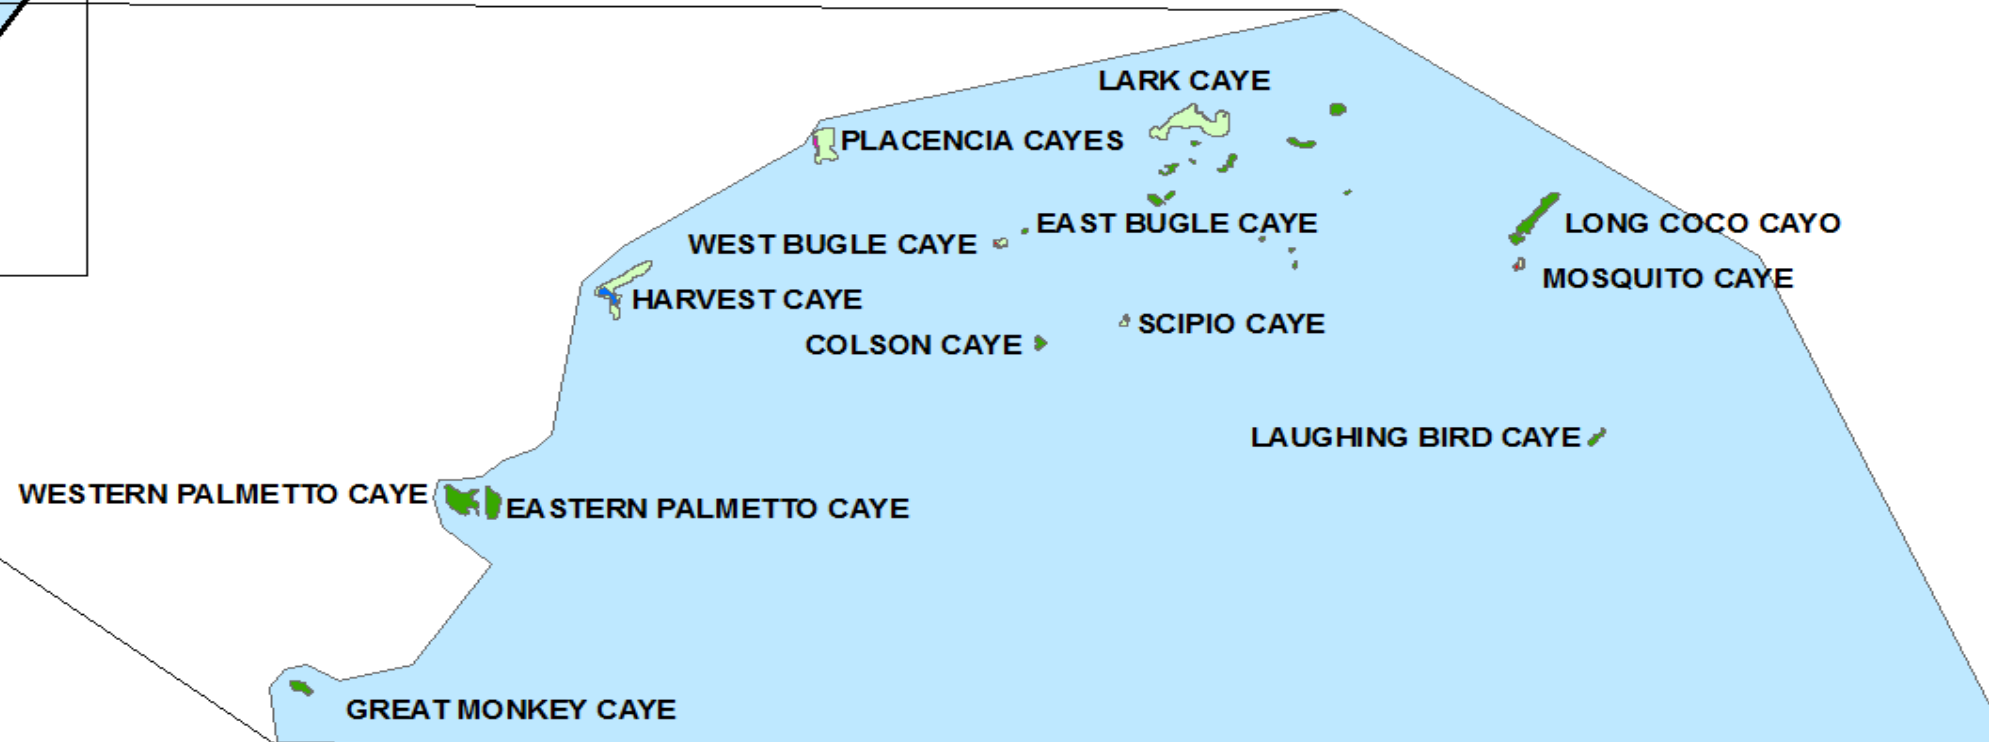 LARK CAYE
PLACENCIA CAYES
EAST BUGLE CAYE
LONG COCO CAYO
WEST BUGLE CAYE
MOSQUITO CAYE
HARVEST CAYE
SCIPIO CAYE
COLSON CAYE
LAUGHING BIRD CAYE
WESTERN PALMETTO CAYE
EASTERN PALMETTO CAYE
GREAT MONKEY CAYE